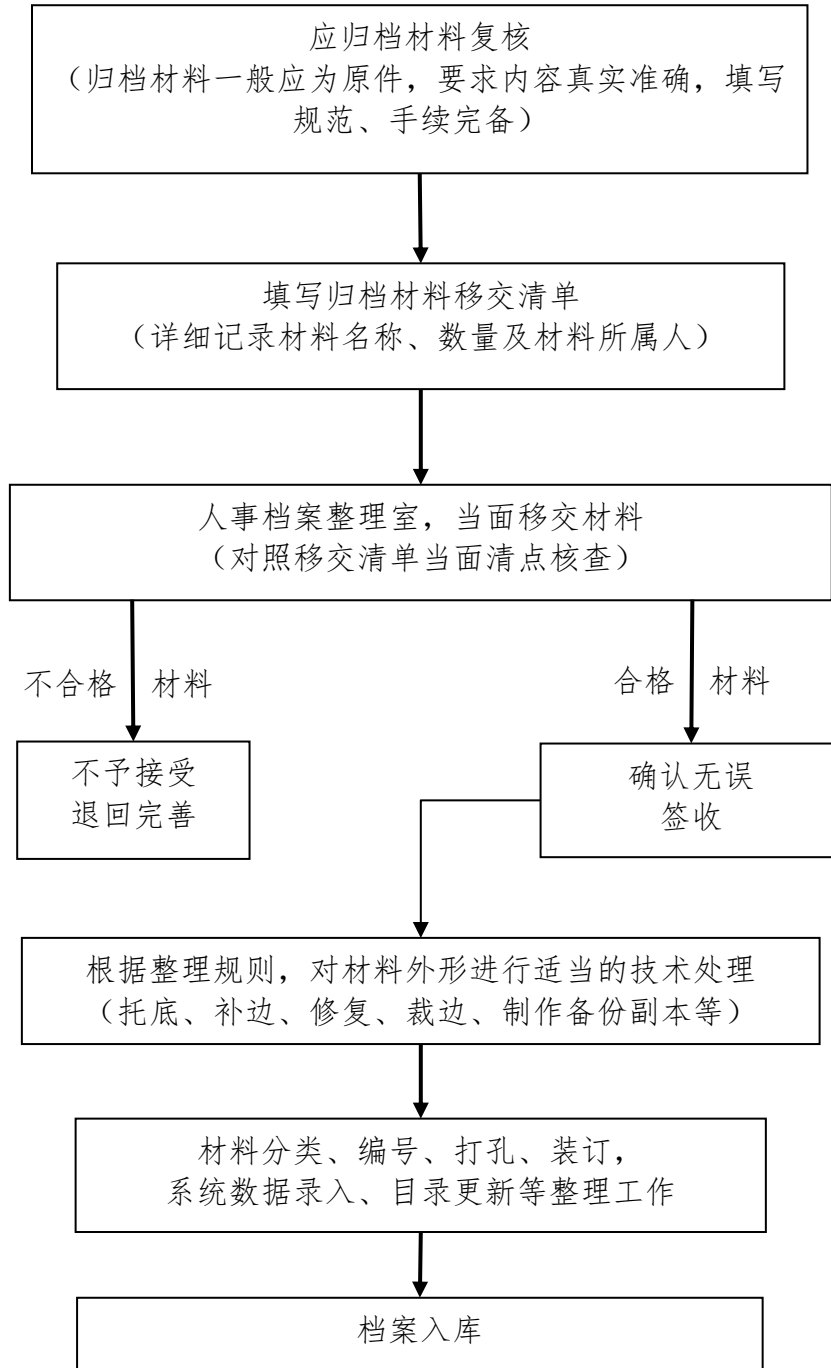 应归档材料复核
（归档材料一般应为原件，要求内容真实准确，填写
规范、手续完备）
填写归档材料移交清单
（详细记录材料名称、数量及材料所属人）
人事档案整理室，当面移交材料
（对照移交清单当面清点核查）
不合格 材料
合格 材料
不予接受
退回完善
确认无误
签收
根据整理规则，对材料外形进行适当的技术处理
（托底、补边、修复、裁边、制作备份副本等）
材料分类、编号、打孔、装订，
系统数据录入、目录更新等整理工作
档案入库